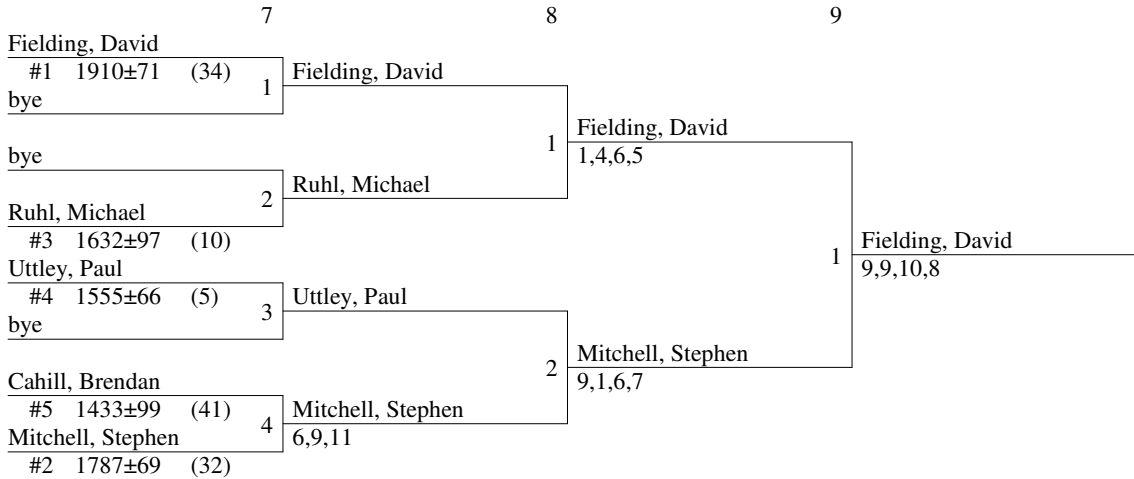 7 8 9
Fielding, David
#1 1910±71 (34)
1 Fielding, David
bye
1 Fielding, David
1,4,6,5
bye
2 Ruhl, Michael
Ruhl, Michael
#3 1632±97 (10)
1 Fielding, David
9,9,10,8
Uttley, Paul
#4 1555±66 (5)
3 Uttley, Paul
bye
2 Mitchell, Stephen
9,1,6,7
Cahill, Brendan
#5 1433±99 (41)
4 Mitchell, Stephen
6,9,11
Mitchell, Stephen
#2 1787±69 (32)